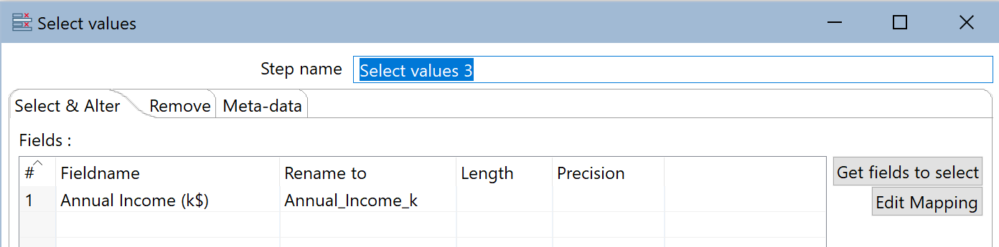 Select values
Step name Select values 3
Select & Alter Remove Meta-data
Fields :
# Fieldname Rename to Length Precision
Get fields to select
1 Annual Income (k$) Annual_Income_k
Edit Mapping